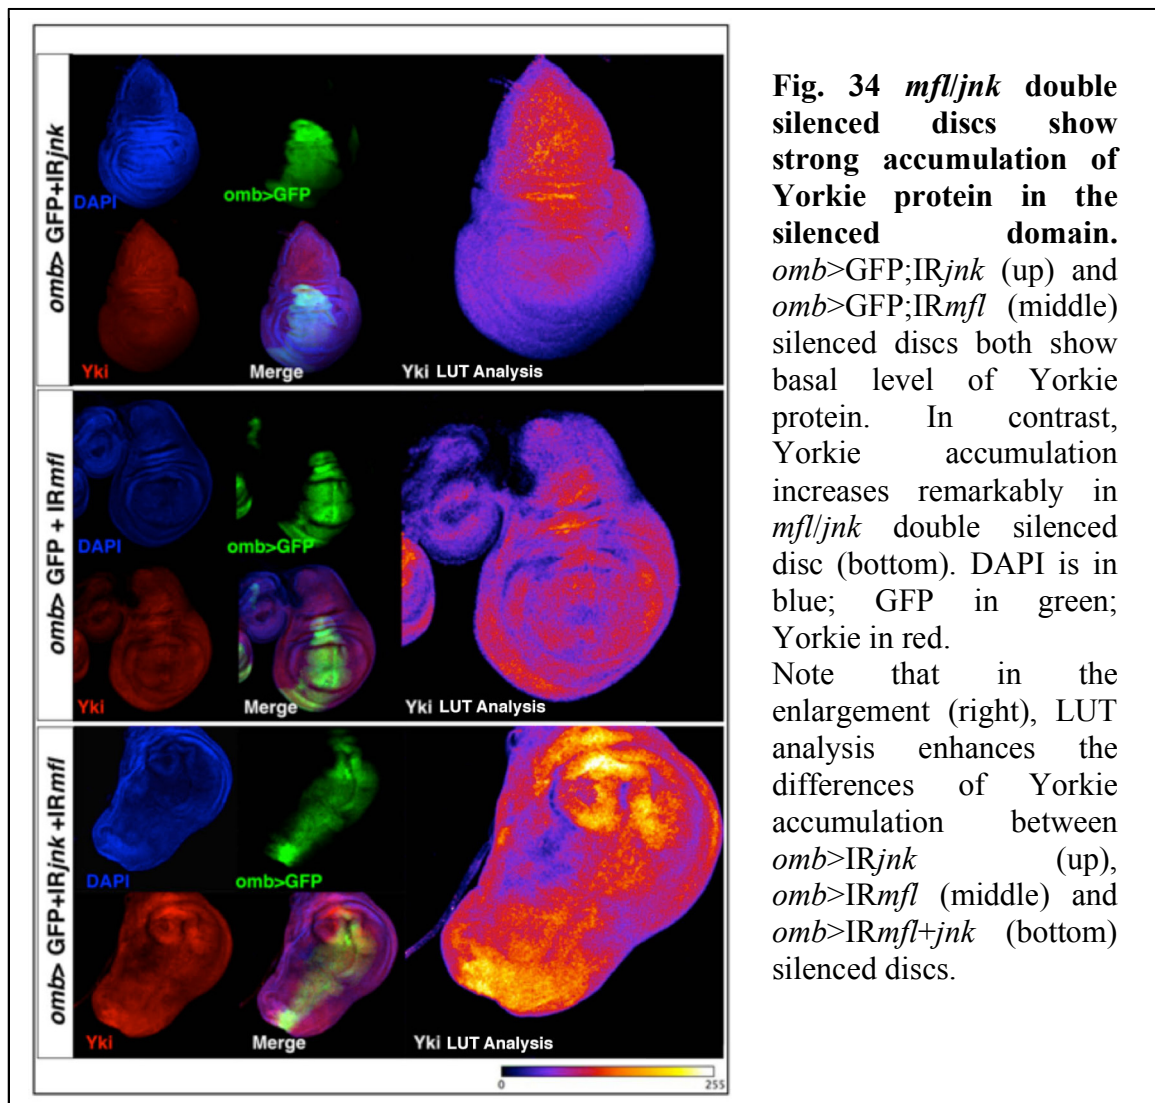 omb> GFP+IRjnk
DAPI
omb>GFP
Yki
Merge
Yki LUT Analysis
omb> GFP + IRmfl
DAPI
omb>GFP
Yki
Merge
Yki LUT Analysis
omb> GFP+IRjnk +IRmfl
DAPI
omb>GFP
Yki
Merge
Yki LUT Analysis
0
255
Fig. 34 mfl/jnk double
silenced discs show
strong accumulation of
Yorkie protein in the
silenced domain.
omb>GFP;IRjnk (up) and
omb>GFP;IRmfl (middle)
silenced discs both show
basal level of Yorkie
protein. In contrast,
Yorkie accumulation
increases remarkably in
mfl/jnk double silenced
disc (bottom). DAPI is in
blue; GFP in green;
Yorkie in red.
Note that in the
enlargement (right), LUT
analysis enhances the
differences of Yorkie
accumulation between
omb>IRjnk (up),
omb>IRmfl (middle) and
omb>IRmfl+jnk (bottom)
silenced discs.